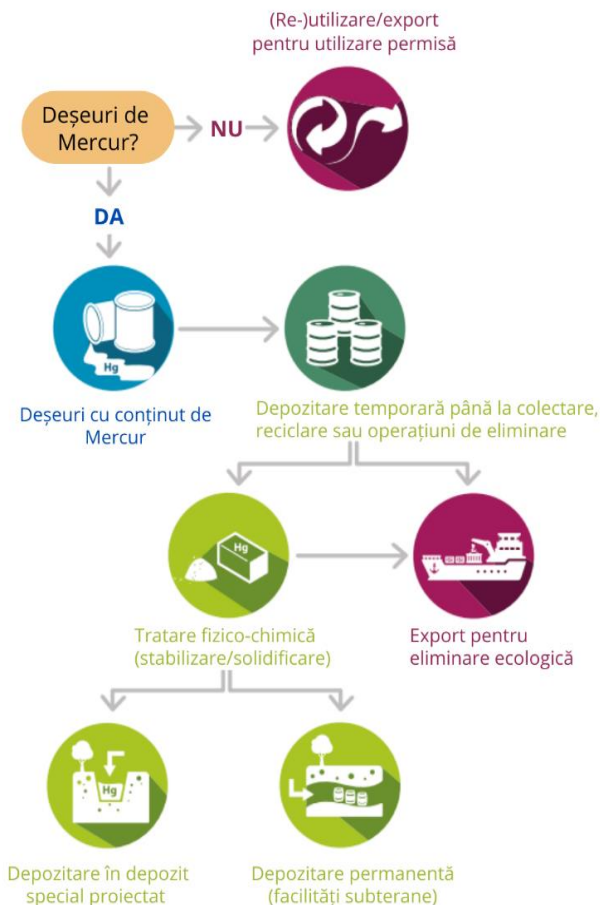 (Re-)utilizare/export
pentru utilizare permisă
Deșeuri de
Mercur?
NU
DA
Hg
Deșeuri cu conținut de
Mercur
Depozitare temporară până la colectare,
reciclare sau operațiuni de eliminare
Hg
Tratare fizico-chimică
(stabilizare/solidificare)
Export pentru
eliminare ecologică
Hg
Depozitare în depozit
special proiectat
Depozitare permanentă
(facilități subterane)